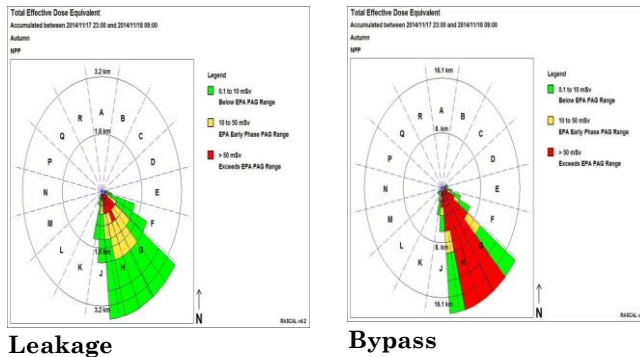 Total Effective Dose Equivalent
Accumulated between 2014/11/17 23:00 and 2014/11/18 09:00
Autumn
NPP
3.2 km
1.6 km
A
B
C
D
E
F
G
H
J
K
L
M
N
P
Q
R
1.6 km
3.2 km
Legend
0.1 to 10 mSv
Below EPA PAG Range
10 to 50 mSv
EPA Early Phase PAG Range
> 50 mSv
Exceeds EPA PAG Range
N
RASCAL v4.2
Leakage
Total Effective Dose Equivalent
Accumulated between 2014/11/17 23:00 and 2014/11/18 09:00
Autumn
NPP
16.1 km
8. km
A
B
C
D
E
F
G
H
J
K
L
M
N
P
Q
R
8. km
16.1 km
Legend
0.1 to 10 mSv
Below EPA PAG Range
10 to 50 mSv
EPA Early Phase PAG Range
> 50 mSv
Exceeds EPA PAG Range
N
RASCAL
Bypass